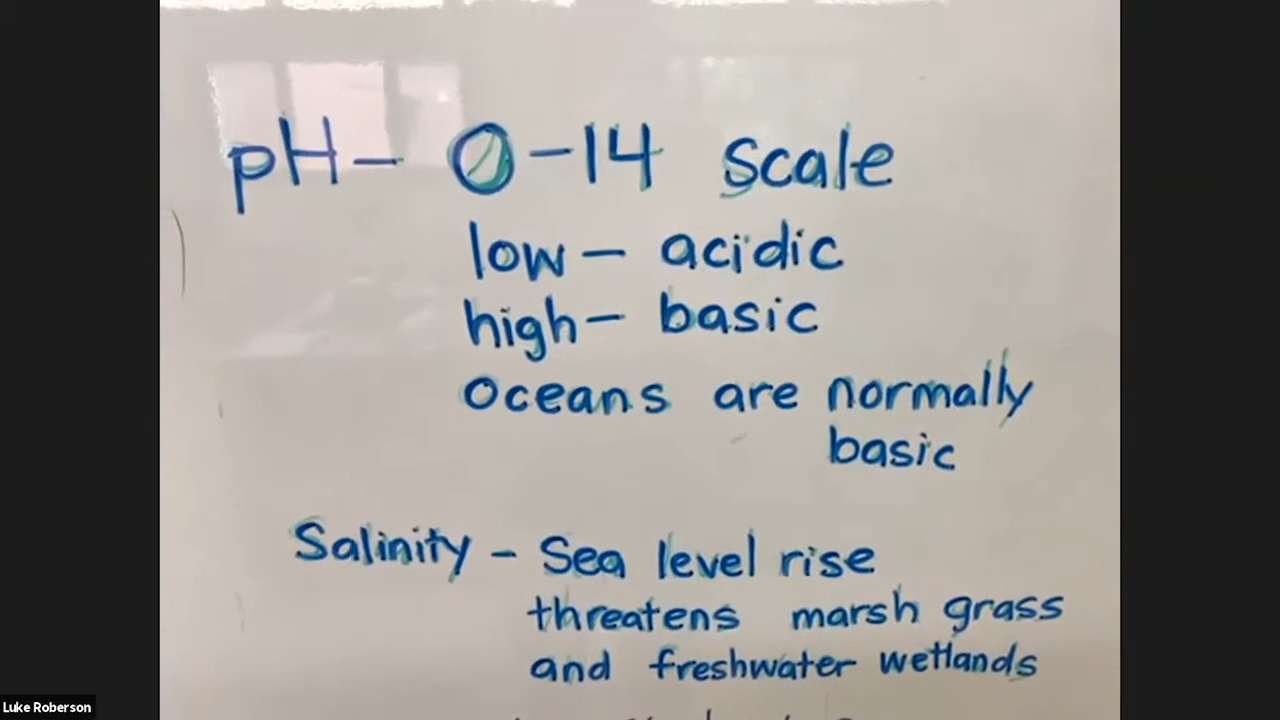 pH- 0-14 scale
low- acidic
high- basic
oceans are normally
basic
Salinity - Sea level rise
threatens marsh grass
and freshwater wetlands
Luke Roberson